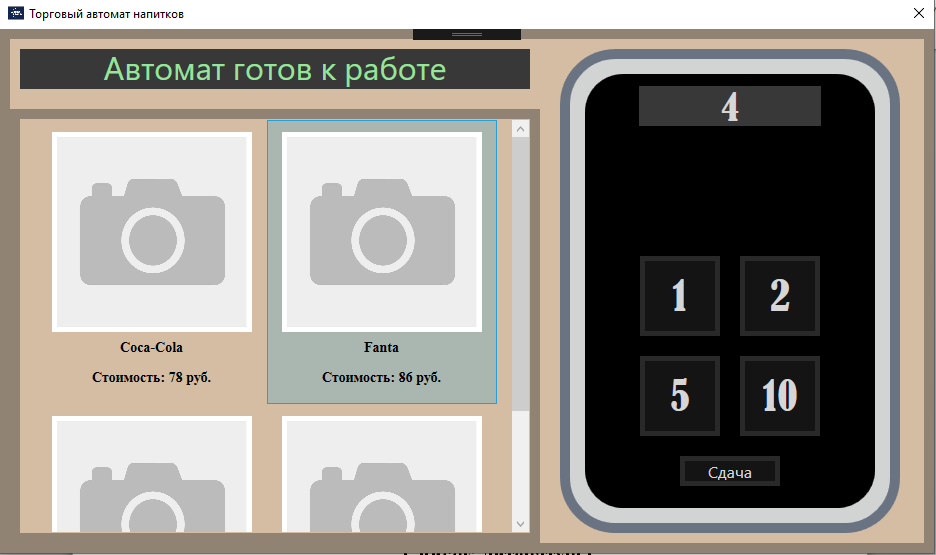 Торговый автомат напитков
Автомат готов к работе
4
Coca-Cola
Стоимость: 78 руб.
Fanta
Стоимость: 86 руб.
1
2
5
10
Сдача